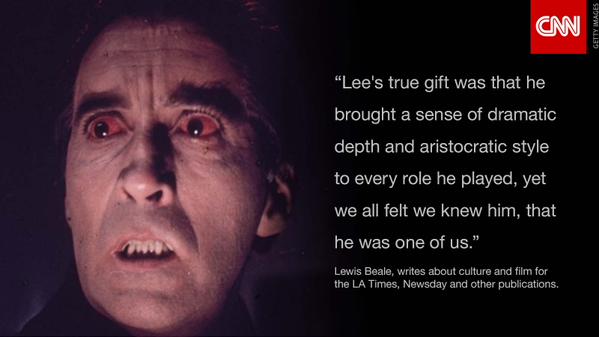 CNN
GETTY IMAGES
“Lee's true gift was that he
brought a sense of dramatic
depth and aristocratic style
to every role he played, yet
we all felt we knew him, that
he was one of us.”
Lewis Beale, writes about culture and film for
the LA Times, Newsday and other publications.